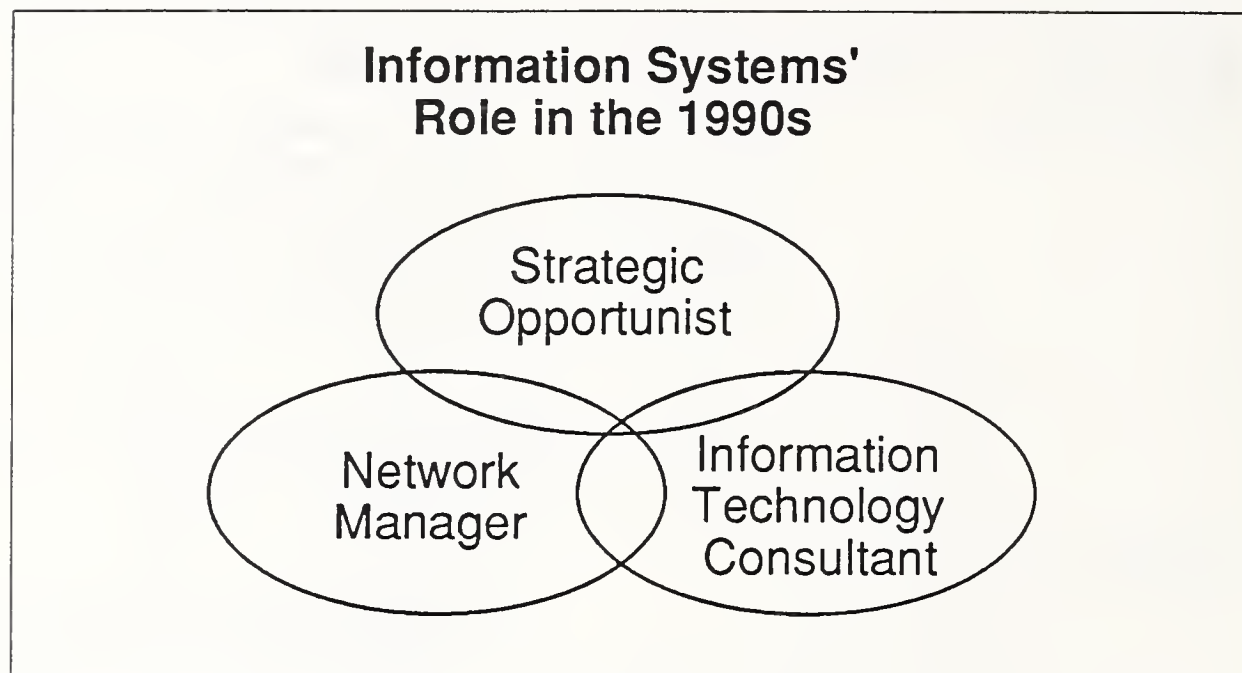 Information Systems'
Role in the 1990s
Strategic
Opportunist
Network
Manager
Information
Technology
Consultant